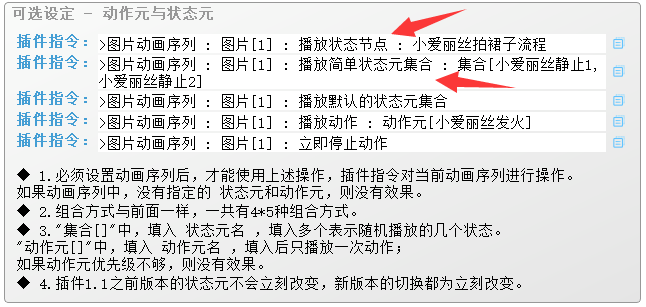 可选设定 - 动作元与状态元
插件指令：>图片动画序列 : 图片[1] : 播放状态节点 : 小爱丽丝拍裙子流程
插件指令：>图片动画序列 : 图片[1] : 播放简单状态元集合 : 集合[小爱丽丝静止1,
小爱丽丝静止2]
插件指令：>图片动画序列 : 图片[1] : 播放默认的状态元集合
插件指令：>图片动画序列 : 图片[1] : 播放动作 : 动作元[小爱丽丝发火]
插件指令：>图片动画序列 : 图片[1] : 立即停止动作
◆ 1.必须设置动画序列后，才能使用上述操作，插件指令对当前动画序列进行操作。
如果动画序列中，没有指定的 状态元和动作元，则没有效果。
◆ 2.组合方式与前面一样，一共有4*5种组合方式。
◆ 3."集合[]"中，填入 状态元名 ，填入多个表示随机播放的几个状态。
"动作元[]"中，填入 动作元名 ，填入后只播放一次动作；
如果动作元优先级不够，则没有效果。
◆ 4.插件1.1之前版本的状态元不会立刻改变，新版本的切换都为立刻改变。